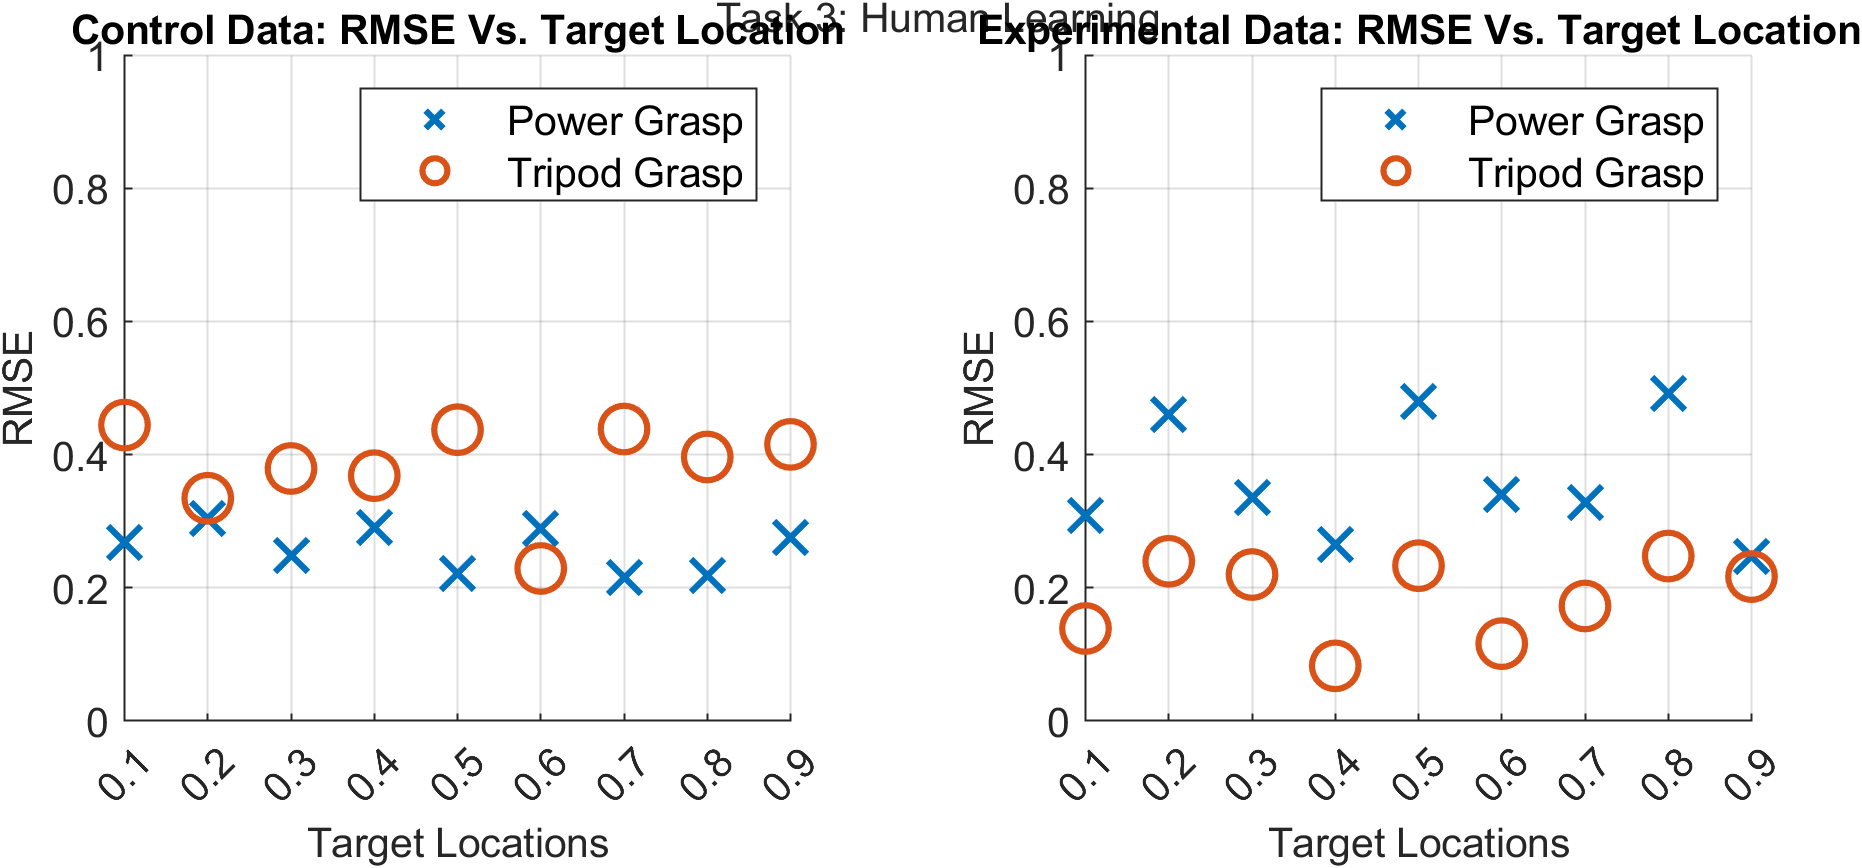 Task 3: Human Learning
Control Data: RMSE Vs. Target Location
1
0.8
0.6
0.4
0.2
0
RMSE
Power Grasp
Tripod Grasp
0.1 0.2 0.3 0.4 0.5 0.6 0.7 0.8 0.9
Target Locations
Experimental Data: RMSE Vs. Target Location
1
0.8
0.6
0.4
0.2
0
RMSE
Power Grasp
Tripod Grasp
0.1 0.2 0.3 0.4 0.5 0.6 0.7 0.8 0.9
Target Locations